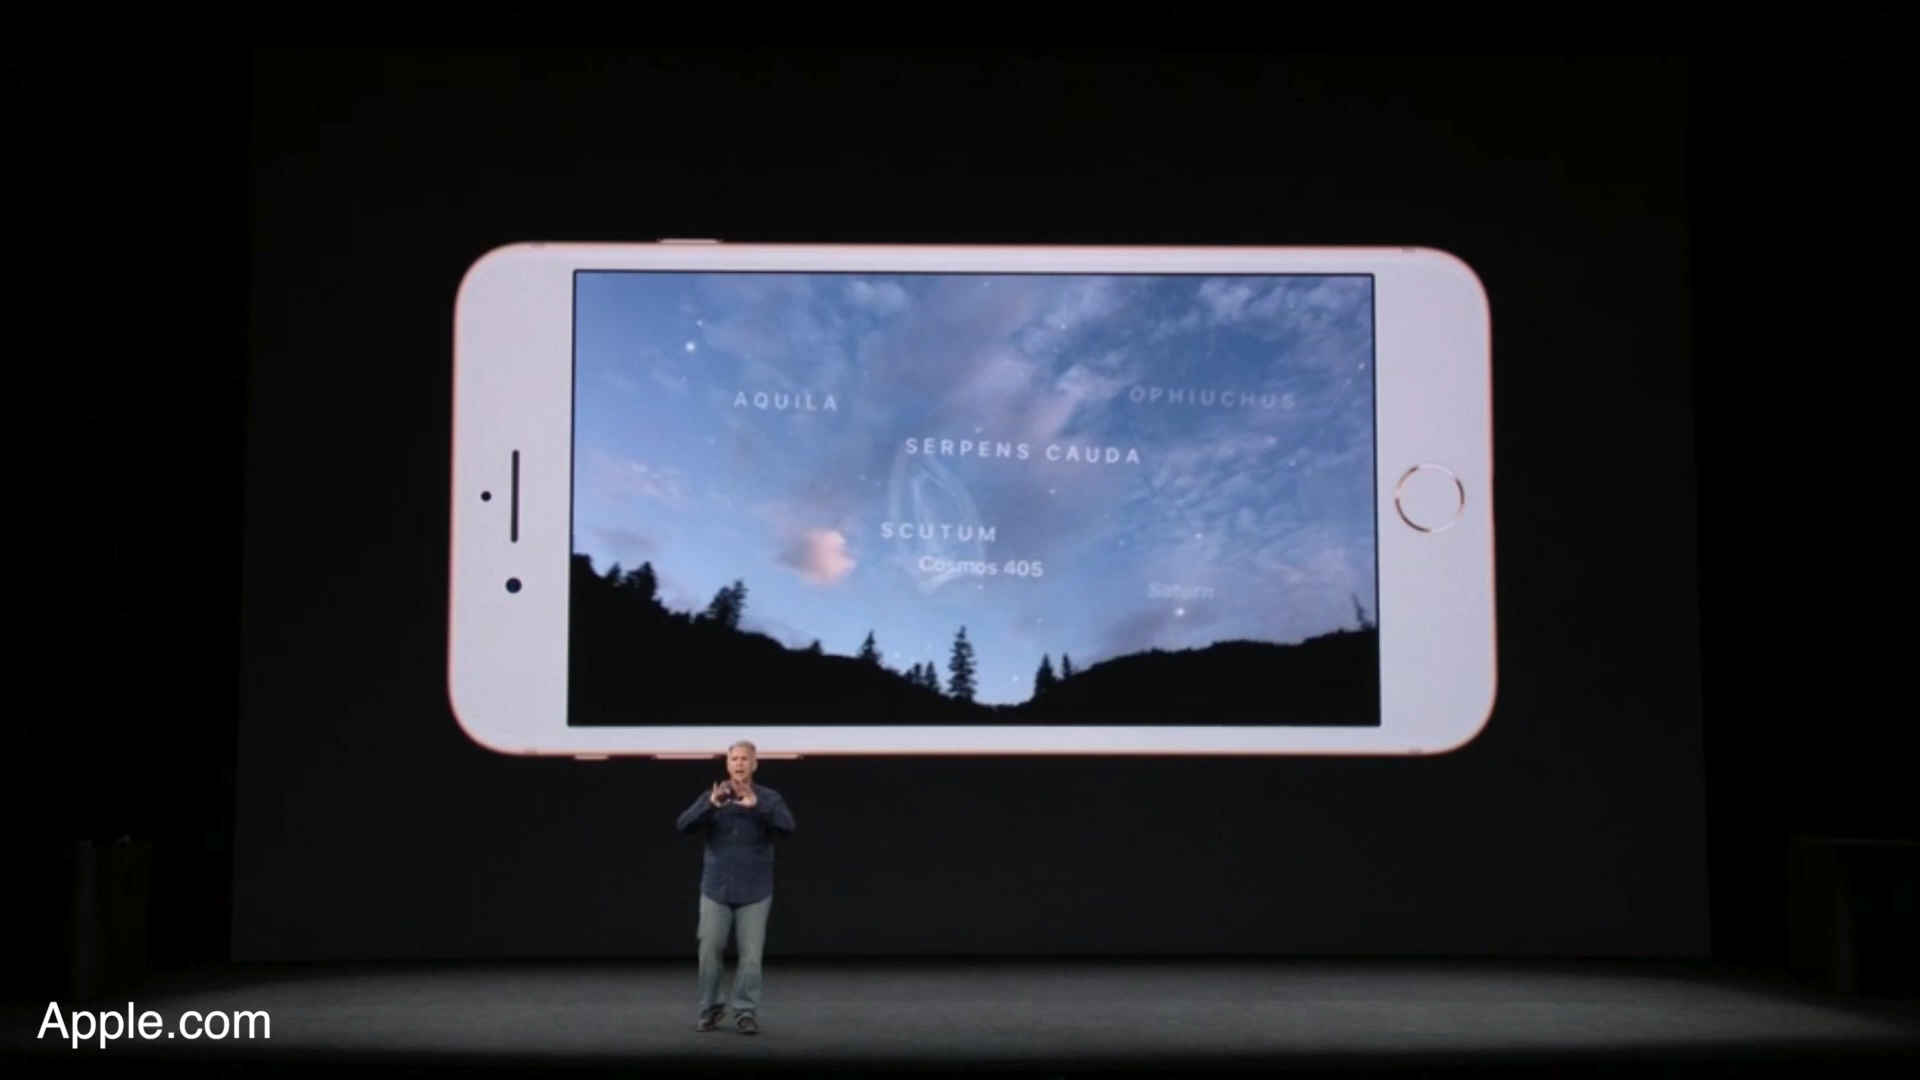 AQUILA
OPHIUCHUS
SERPENS CAUDA
SCUTUM
Cosmos 405
Saturn
Apple.com